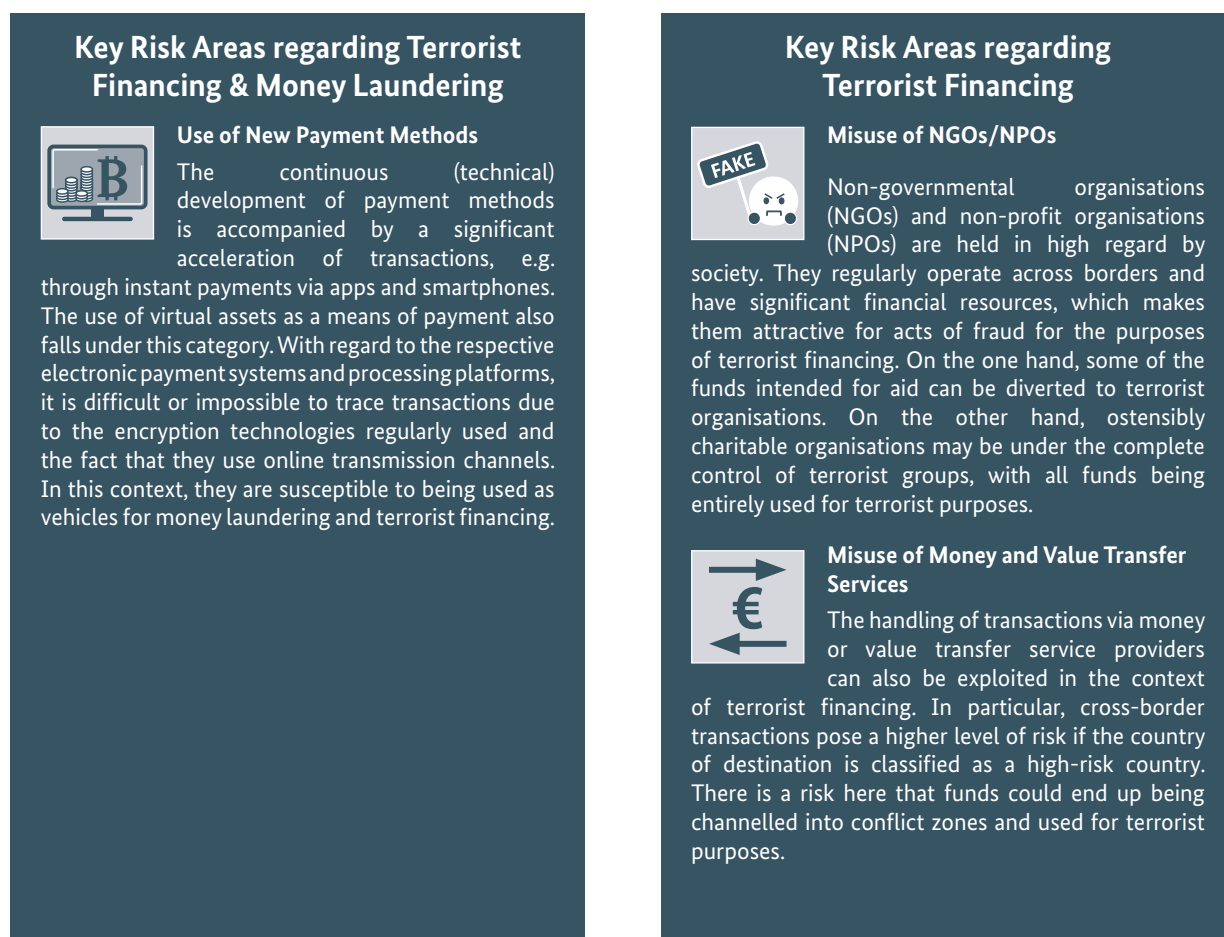 Key Risk Areas regarding Terrorist
Financing & Money Laundering
Use of New Payment Methods
The continuous (technical)
development of payment methods
is accompanied by a significant
acceleration of transactions, e.g.
through instant payments via apps and smartphones.
The use of virtual assets as a means of payment also
falls under this category. With regard to the respective
electronic payment systems and processing platforms,
it is difficult or impossible to trace transactions due
to the encryption technologies regularly used and
the fact that they use online transmission channels.
In this context, they are susceptible to being used as
vehicles for money laundering and terrorist financing.
Key Risk Areas regarding
Terrorist Financing
Misuse of NGOs/NPOs
FAKE
Non-governmental organisations
(NGOs) and non-profit organisations
(NPOs) are held in high regard by
society. They regularly operate across borders and
have significant financial resources, which makes
them attractive for acts of fraud for the purposes
of terrorist financing. On the one hand, some of the
funds intended for aid can be diverted to terrorist
organisations. On the other hand, ostensibly
charitable organisations may be under the complete
control of terrorist groups, with all funds being
entirely used for terrorist purposes.
Misuse of Money and Value Transfer
Services
€
The handling of transactions via money
or value transfer service providers
can also be exploited in the context
of terrorist financing. In particular, cross-border
transactions pose a higher level of risk if the country
of destination is classified as a high-risk country.
There is a risk here that funds could end up being
channelled into conflict zones and used for terrorist
purposes.